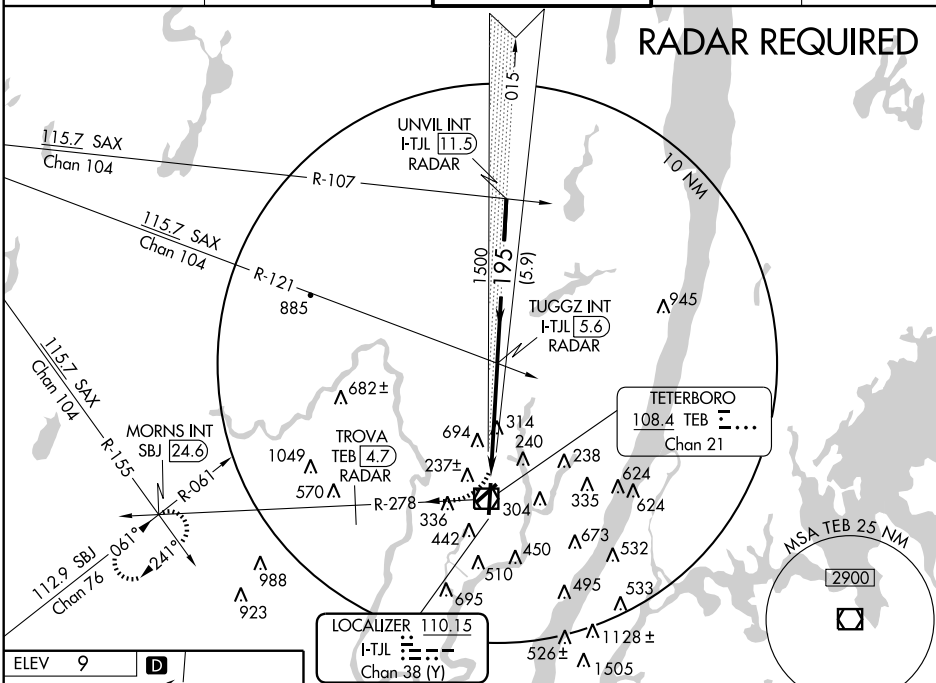 RADAR REQUIRED
015
UNVIL INT
I-TJL 11.5
RADAR
10 NM
115.7 SAX
Chan 104
R-107
115.7 SAX
Chan 104
R-121
885
1500
195
(5.9)
945
TUGGZ INT
I-TJL 5.6
RADAR
115.7 SAX
Chan 104
R-155
682±
TETERBORO
108.4 TEB
Chan 21
MORNS INT
SBJ 24.6
TROVA
TEB 4.7
RADAR
694
314
240
1049
237±
238
570
R-061
R-278
336
304
335
624
624
061°
241°
442
673
MSA TEB 25 NM
112.9 SBJ
Chan 76
988
510
450
532
2900
923
695
495
533
LOCALIZER 110.15
I-TJL
Chan 38 (Y)
526±
1128±
1505
ELEV 9
D